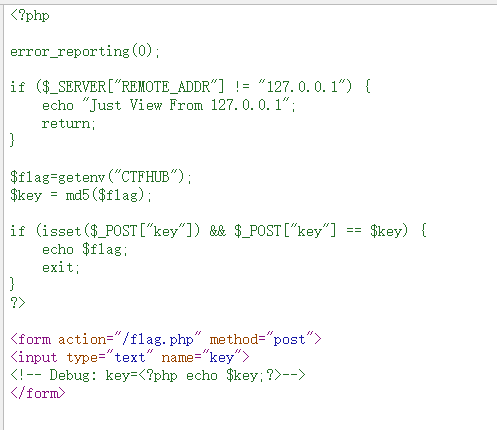 <?php
error_reporting(0);
if ($_SERVER["REMOTE_ADDR"] != "127.0.0.1") {
    echo "Just View From 127.0.0.1";
    return;
}
$flag=getenv("CTFHUB");
$key = md5($flag);
if (isset($_POST["key"]) && $_POST["key"] == $key) {
    echo $flag;
    exit;
}
?>
<form action="/flag.php" method="post">
<input type="text" name="key">
<!-- Debug: key=<?php echo $key;?>-->
</form>